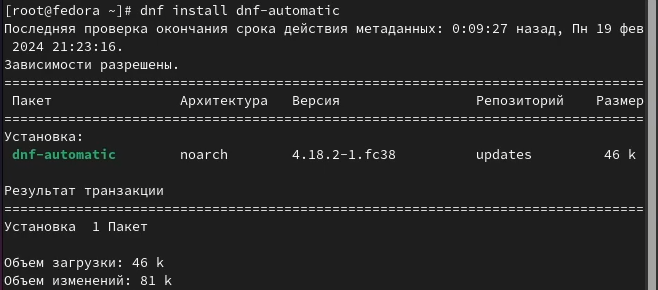 [root@fedora ~]# dnf install dnf-automatic
Последняя проверка окончания срока действия метаданных: 0:09:27 назад, Пн 19 фев
2024 21:23:16.
Зависимости разрешены.
================================================================================
Пакет Архитектура Версия Репозиторий Размер
================================================================================
Установка:
dnf-automatic noarch 4.18.2-1.fc38 updates 46 k
Результат транзакции
================================================================================
Установка 1 Пакет
Объем загрузки: 46 k
Объем изменений: 81 k